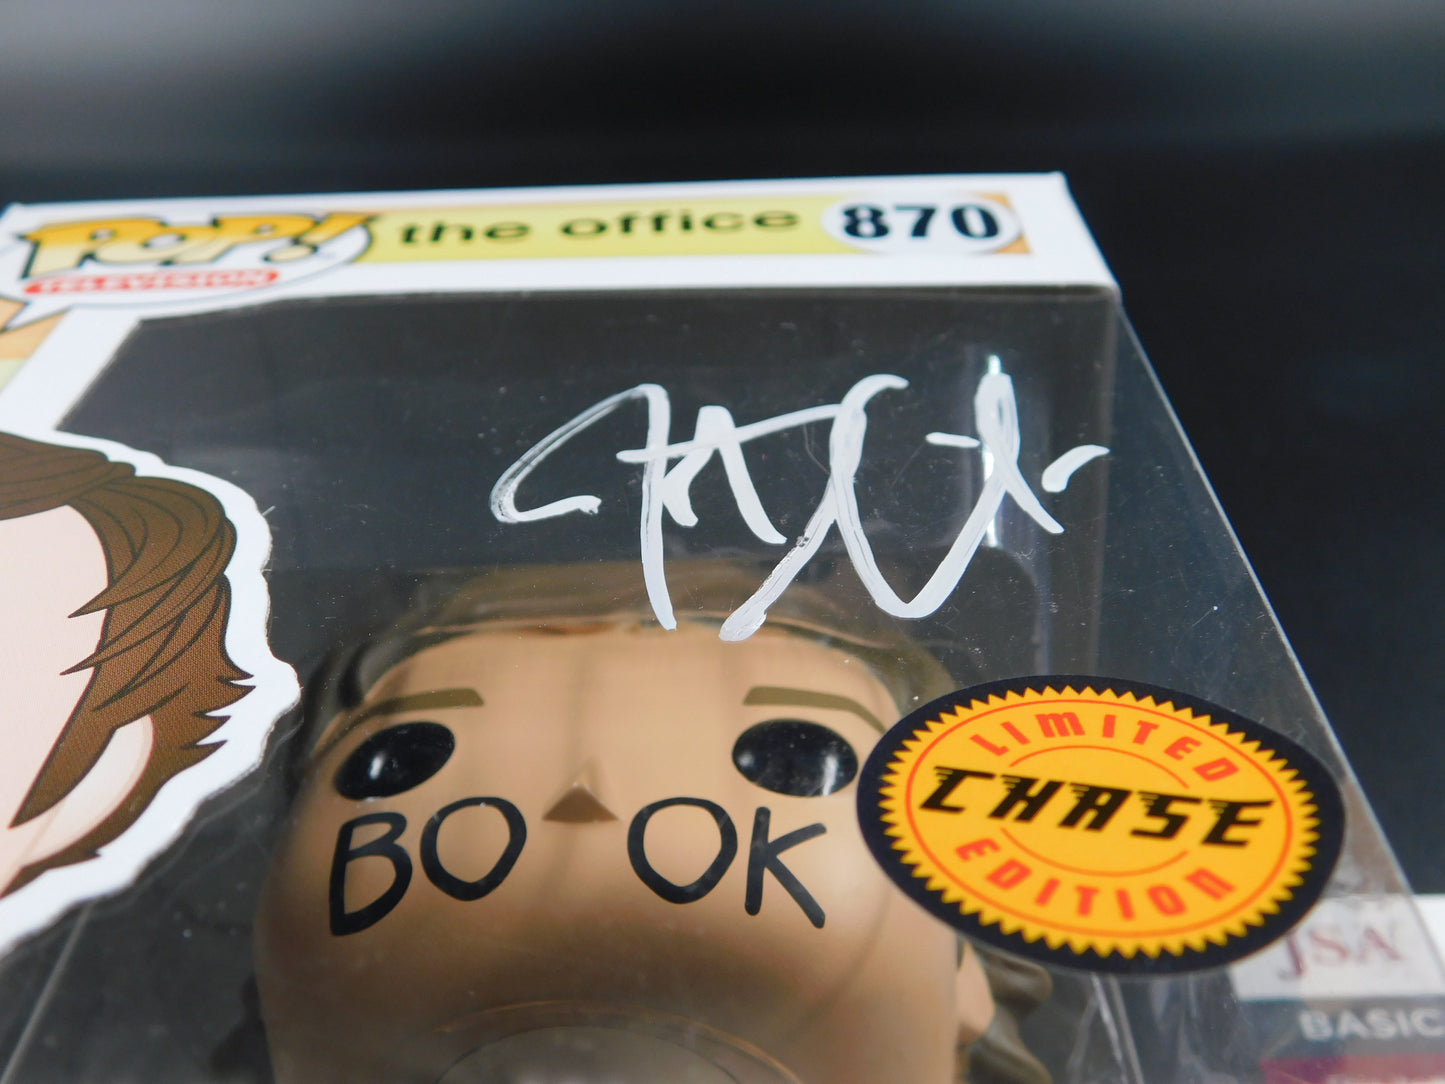 POP! the office 870
TELEVISION
LIMITED
CHASE
EDITION
BO OK
JSA
BASIC